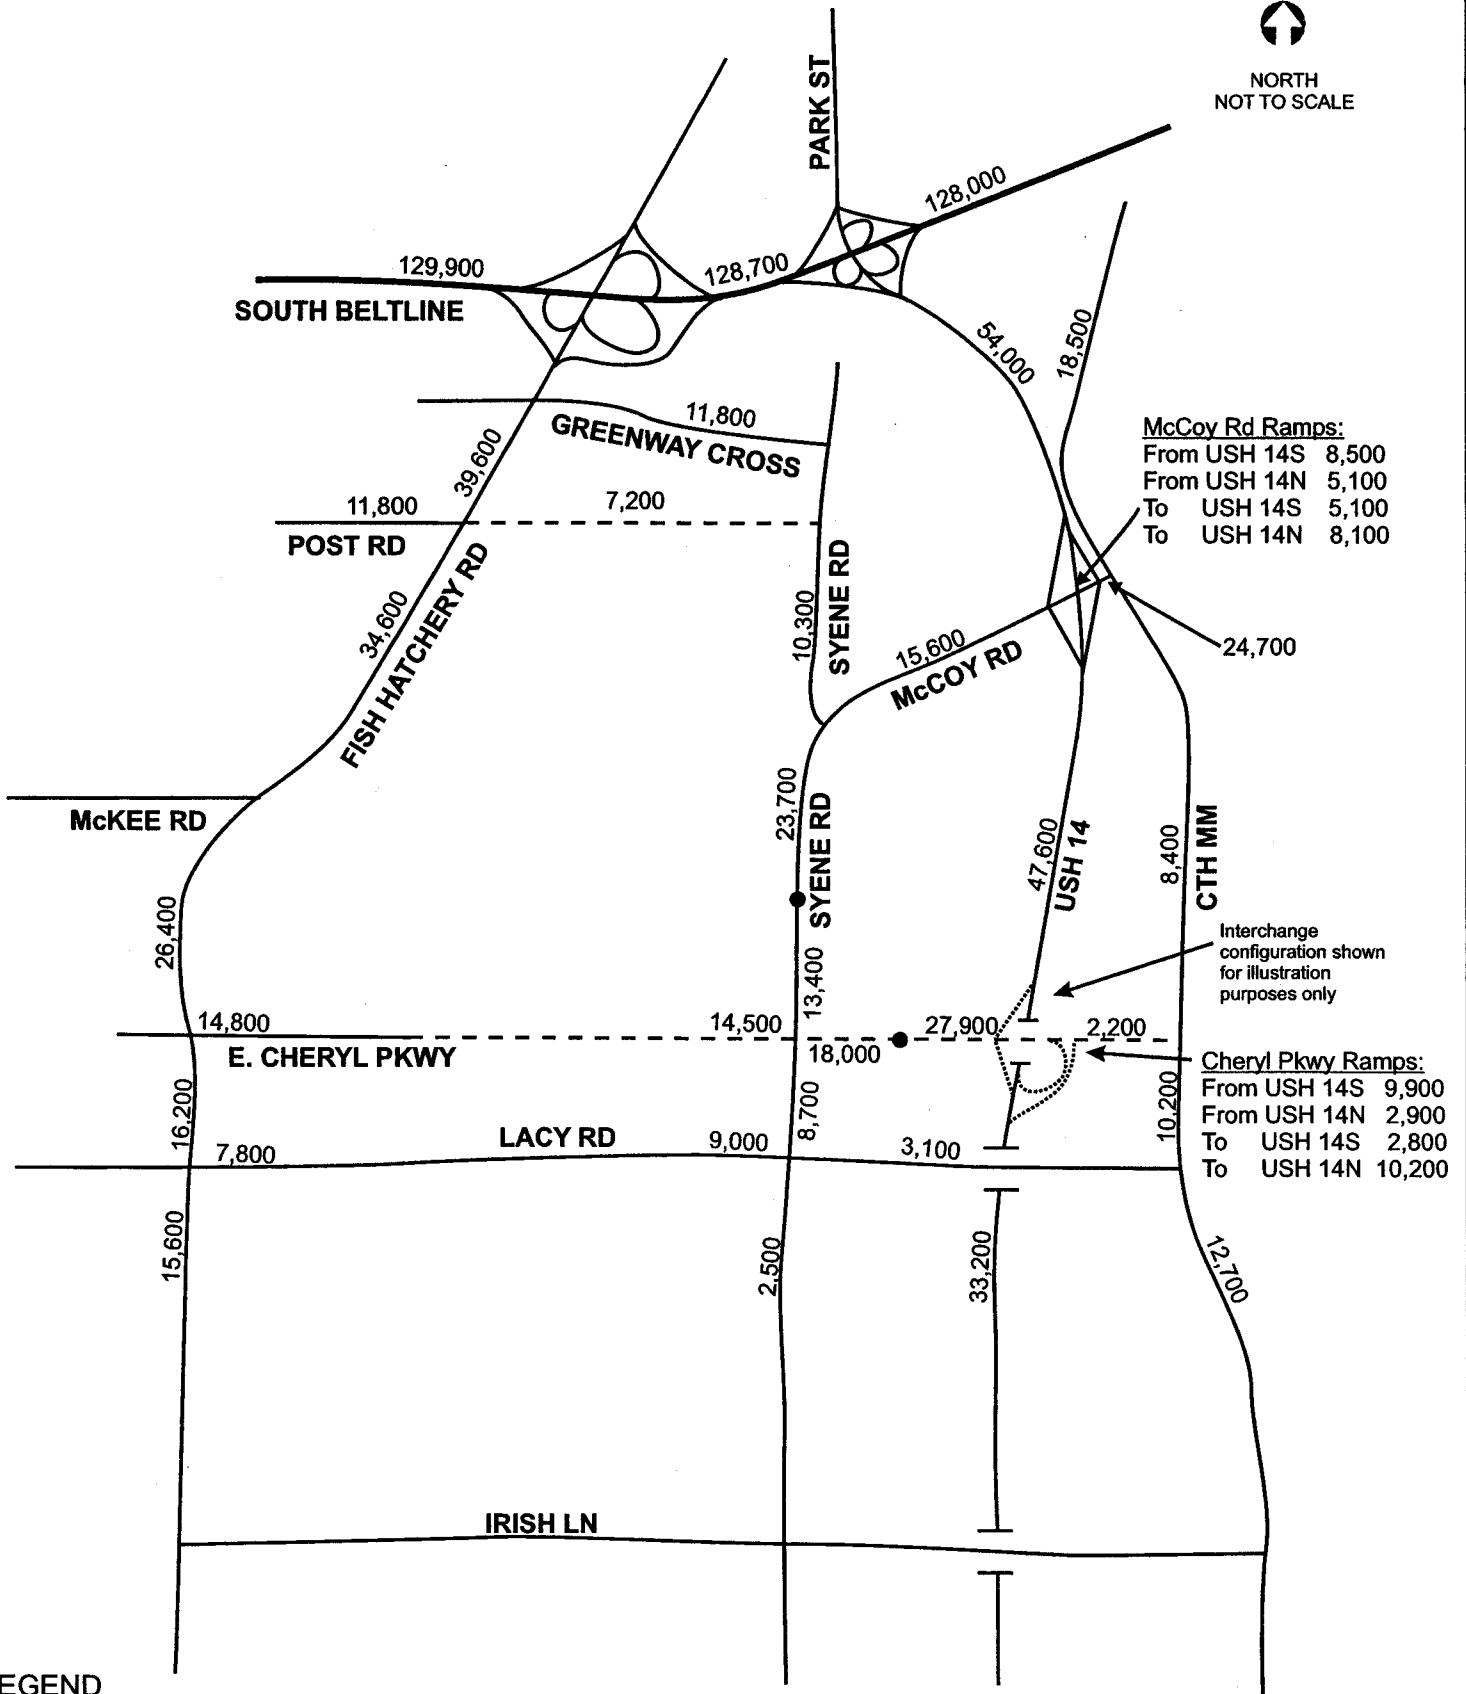 NORTH
NOT TO SCALE
PARK ST
128,000
129,900
128,700
SOUTH BELTLINE
54,000
18,500
11,800
GREENWAY CROSS
39,600
McCoy Rd Ramps:
From USH 14S 8,500
From USH 14N 5,100
To USH 14S 5,100
To USH 14N 8,100
11,800
7,200
POST RD
FISH HATCHERY RD
34,600
10,300
SYENE RD
15,600
McCOY RD
24,700
McKEE RD
23,700
SYENE RD
47,600
USH 14
8,400
CTH MM
26,400
13,400
Interchange
configuration shown
for illustration
purposes only
14,800
14,500
27,900
2,200
E. CHERYL PKWY
18,000
Cheryl Pkwy Ramps:
From USH 14S 9,900
From USH 14N 2,900
To USH 14S 2,800
To USH 14N 10,200
16,200
8,700
10,200
LACY RD
7,800
9,000
3,100
15,600
2,500
33,200
12,700
IRISH LN
EGEND